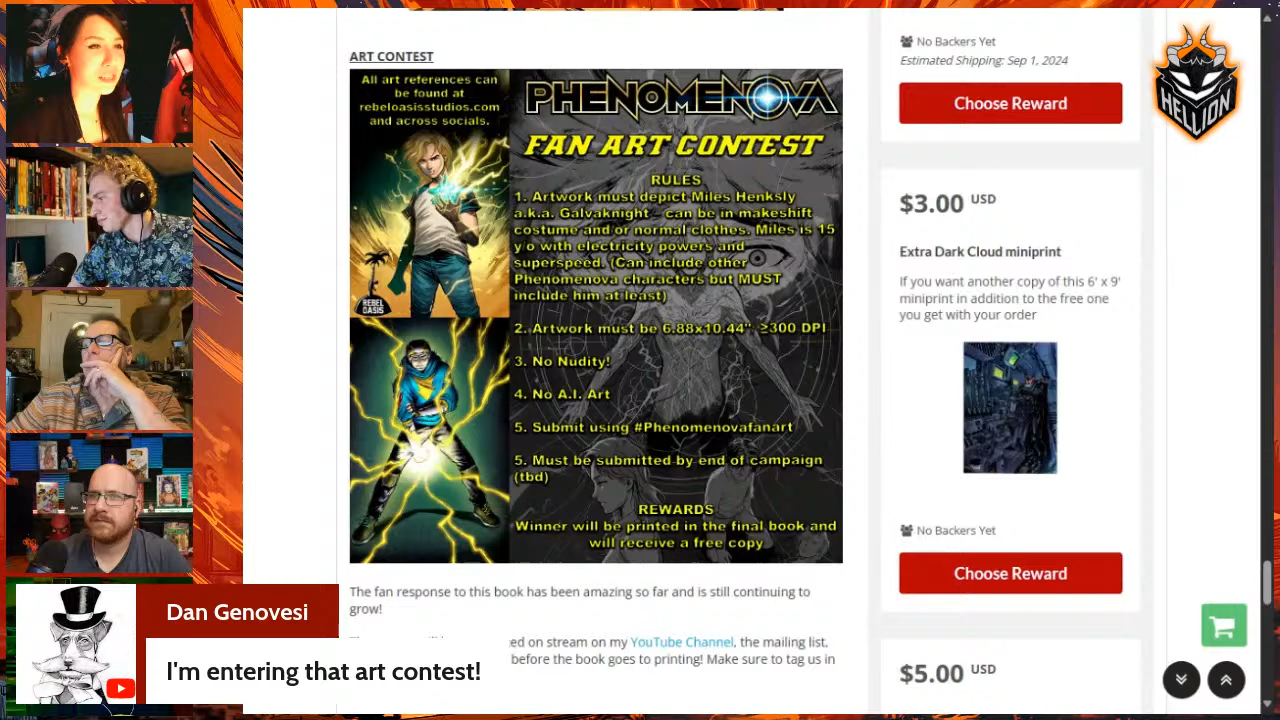 ART CONTEST
All art references can
be found at
rebeloasisstudios.com
and across socials.
REBEL
OASIS
PHENOMENOVA
FAN ART CONTEST
RULES
1. Artwork must depict Miles Henksly
a.k.a. Galvaknight - can be in makeshift
costume and/or normal clothes. Miles is 15
y/o with electricity powers and
superspeed. (Can include other
Phenomenova characters but MUST
include him at least)
2. Artwork must be 6.88x10.44" ≥300 DPI
3. No Nudity!
4. No A.I. Art
5. Submit using #Phenomenovafanart
5. Must be submitted by end of campaign
(tbd)
REWARDS
Winner will be printed in the final book and
will receive a free copy
The fan response to this book has been amazing so far and is still continuing to
grow!
ed on stream on my YouTube Channel, the mailing list,
before the book goes to printing! Make sure to tag us in
No Backers Yet
Estimated Shipping: Sep 1, 2024
Choose Reward
$3.00 USD
Extra Dark Cloud miniprint
If you want another copy of this 6' x 9'
miniprint in addition to the free one
you get with your order
No Backers Yet
Choose Reward
$5.00 USD
HELLION
Dan Genovesi
I'm entering that art contest!